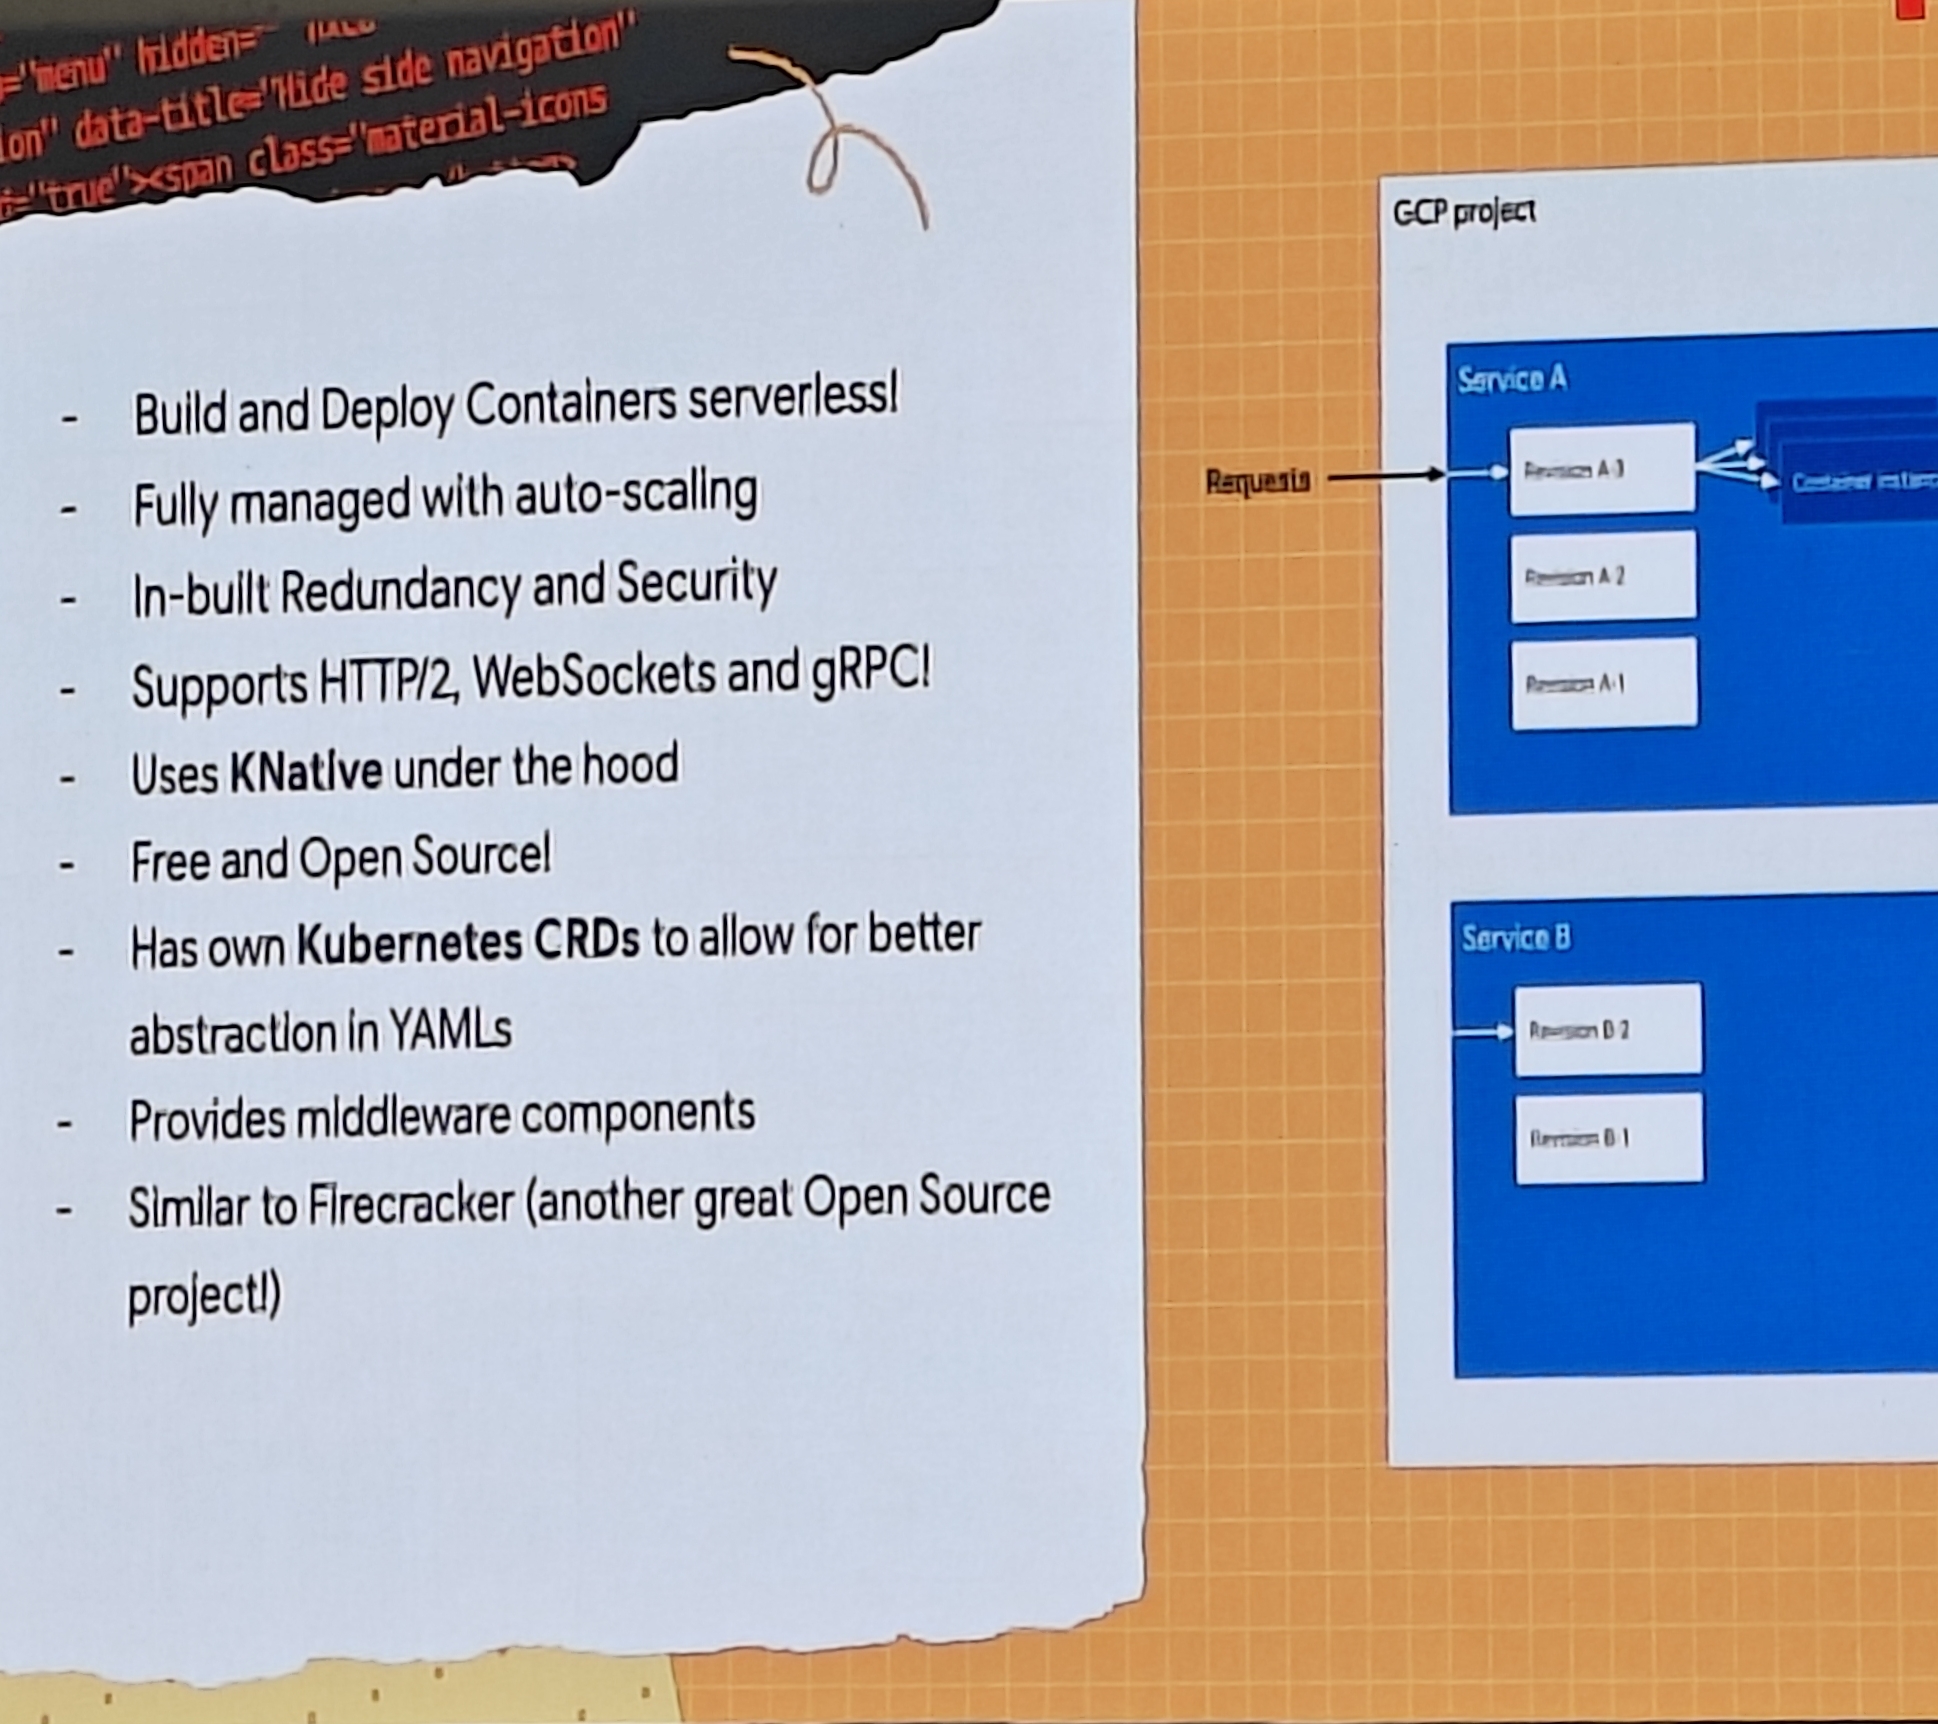 ="menu" hidden=
ion" data-title="Hide side navigation"
="true"><span class="material-icons
- Build and Deploy Containers serverless!
- Fully managed with auto-scaling
- In-built Redundancy and Security
- Supports HTTP/2, WebSockets and gRPC!
- Uses KNative under the hood
- Free and Open Source!
- Has own Kubernetes CRDs to allow for better
abstraction in YAMLs
- Provides middleware components
- Similar to Firecracker (another great Open Source
project!)
GCP project
Requests
Service A
Revision A-3
Container
Revision A-2
Revision A-1
Service B
Revision B-2
Revision B-1